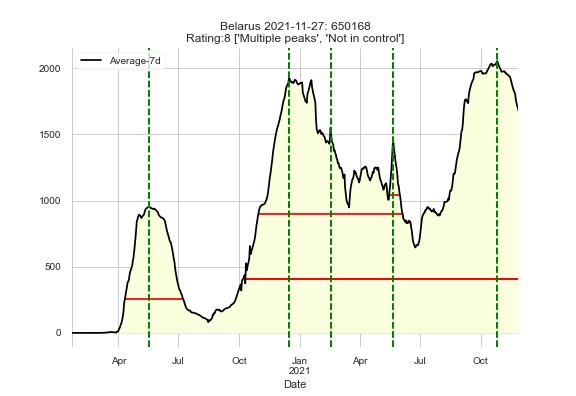 Belarus 2021-11-27: 650168
Rating:8 ['Multiple peaks', 'Not in control']
Average-7d
2000
1500
1000
500
0
Apr Jul Oct Jan Apr Jul Oct
2021
Date